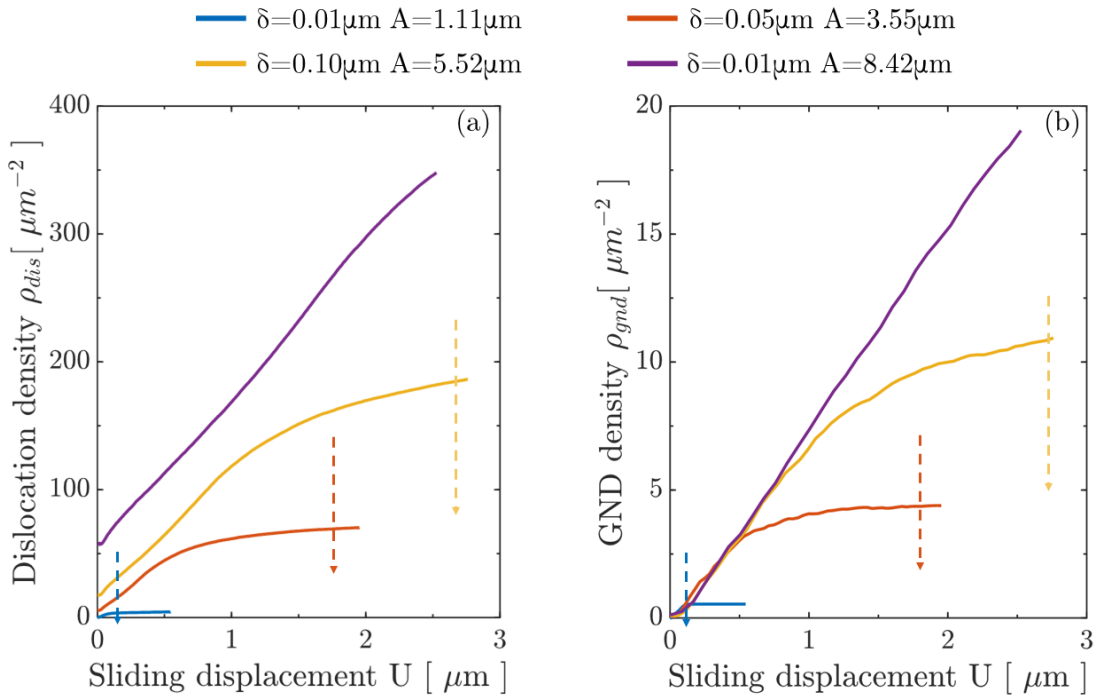 δ=0.01μm A=1.11μm
δ=0.05μm A=3.55μm
δ=0.10μm A=5.52μm
δ=0.01μm A=8.42μm
(a)
Dislocation density ρ_dis [ μm⁻² ]
400
300
200
100
0
0 1 2 3
Sliding displacement U [ μm ]
(b)
GND density ρ_gnd [ μm⁻² ]
20
15
10
5
0
0 1 2 3
Sliding displacement U [ μm ]